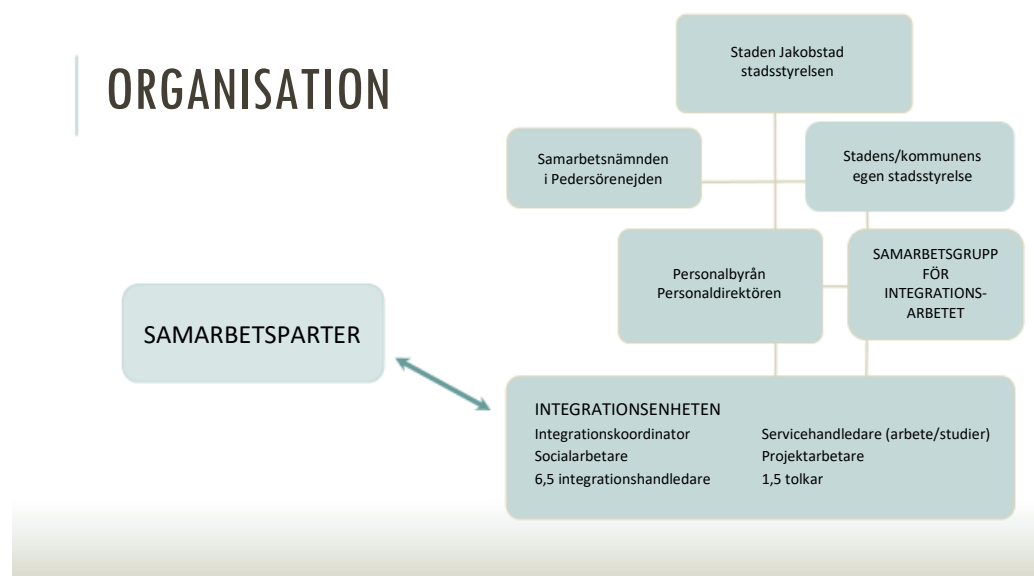 ORGANISATION
Staden Jakobstad
stadsstyrelsen
Samarbetsnämnden
i Pedersörenejden
Stadens/kommunens
egen stadsstyrelse
Personalbyrån
Personaldirektören
SAMARBETSGRUPP
FÖR
INTEGRATIONS-
ARBETET
SAMARBETSPARTER
INTEGRATIONSENHETEN
Integrationskoordinator
Socialarbetare
6,5 integrationshandledare
Servicehandledare (arbete/studier)
Projektarbetare
1,5 tolkar